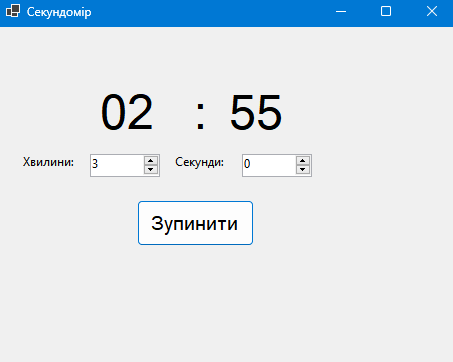 Секундомір
02 : 55
Хвилини: 3 Секунди: 0
Зупинити